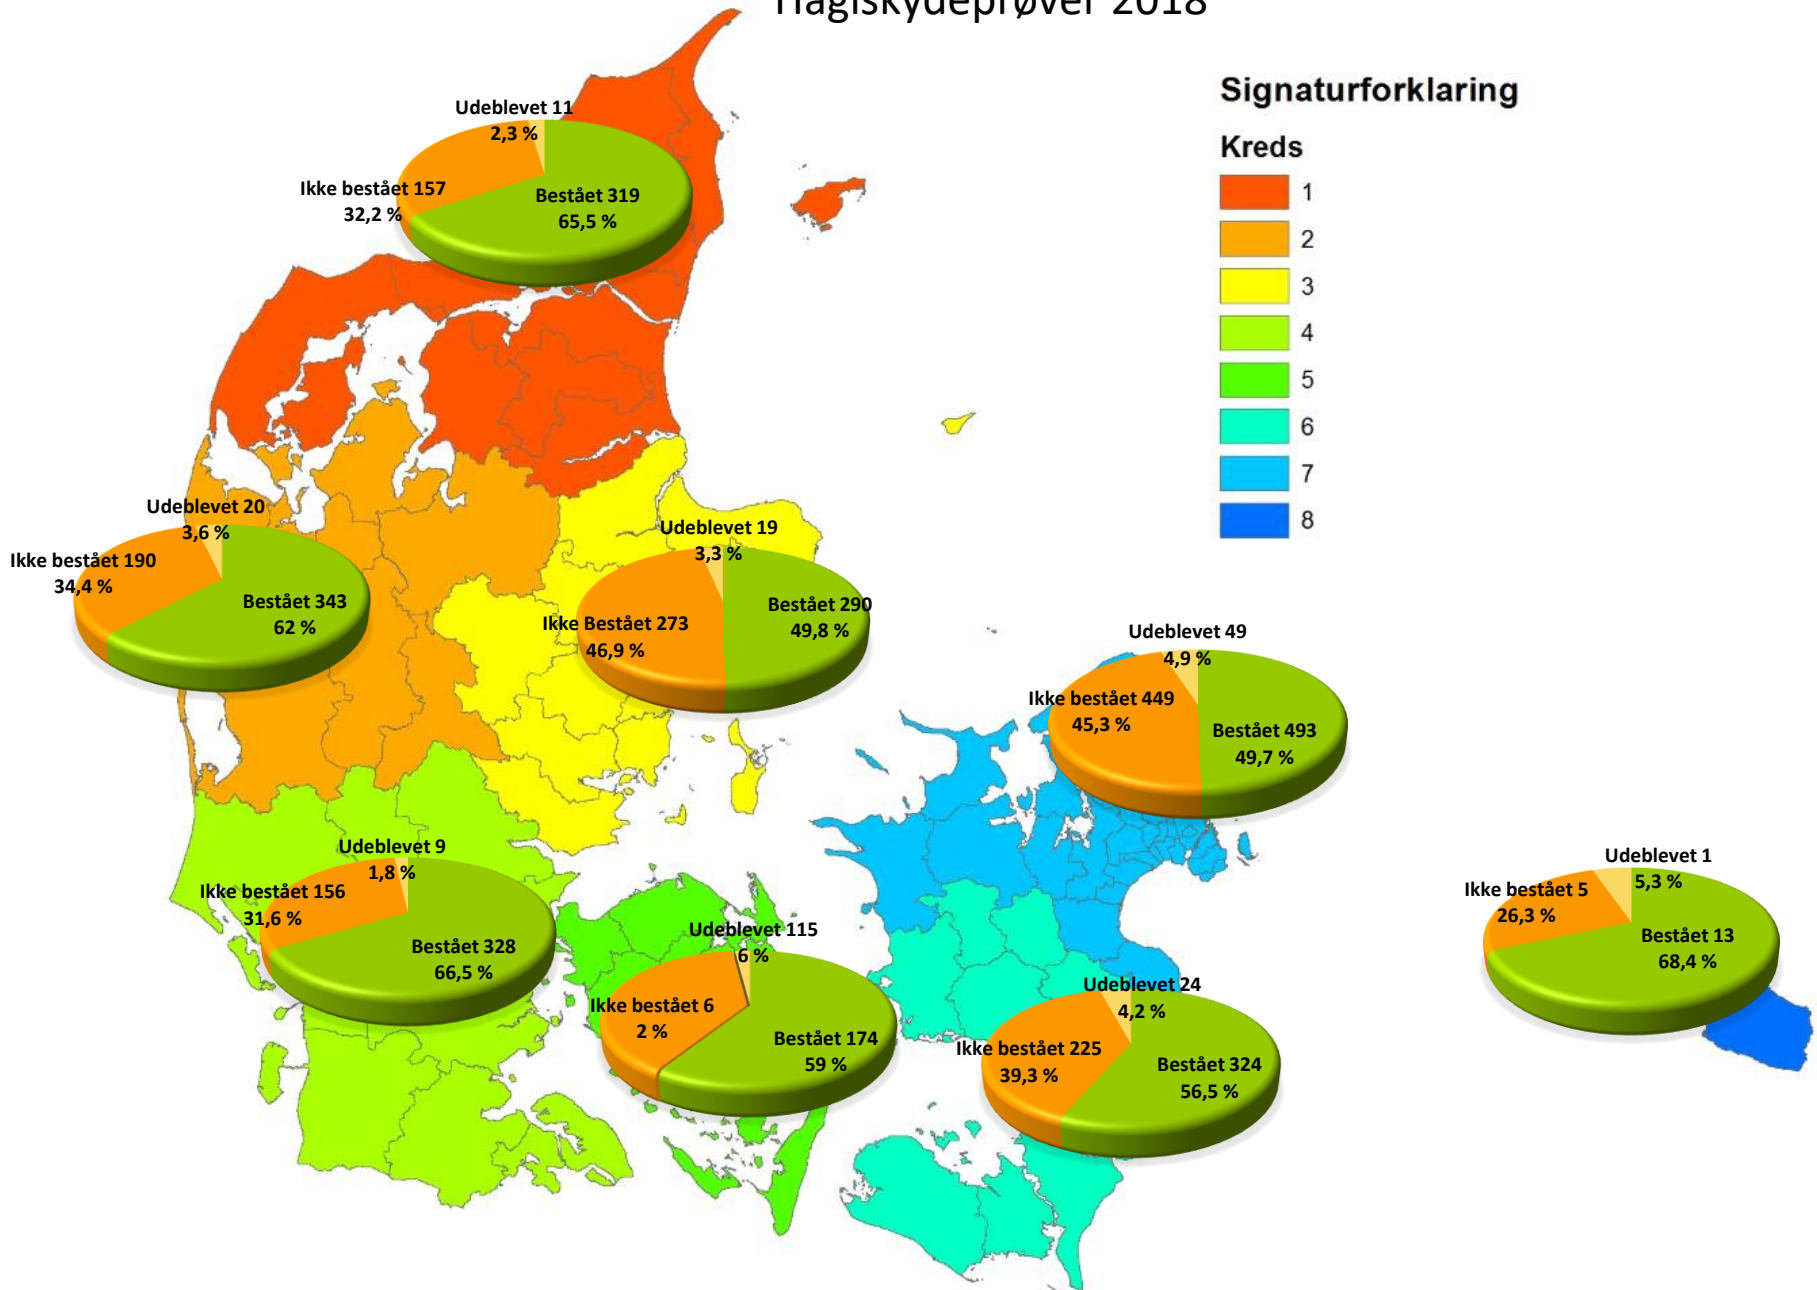 Haglskydeprøver 2018
Signaturforklaring
Kreds
1
2
3
4
5
6
7
8
Udeblevet 11
2,3 %
Ikke bestået 157
32,2 %
Bestået 319
65,5 %
Udeblevet 20
3,6 %
Ikke bestået 190
34,4 %
Bestået 343
62 %
Udeblevet 19
3,3 %
Ikke Bestået 273
46,9 %
Bestået 290
49,8 %
Udeblevet 49
4,9 %
Ikke bestået 449
45,3 %
Bestået 493
49,7 %
Udeblevet 9
1,8 %
Ikke bestået 156
31,6 %
Bestået 328
66,5 %
Udeblevet 115
6 %
Ikke bestået 6
2 %
Bestået 174
59 %
Udeblevet 24
4,2 %
Ikke bestået 225
39,3 %
Bestået 324
56,5 %
Udeblevet 1
5,3 %
Ikke bestået 5
26,3 %
Bestået 13
68,4 %